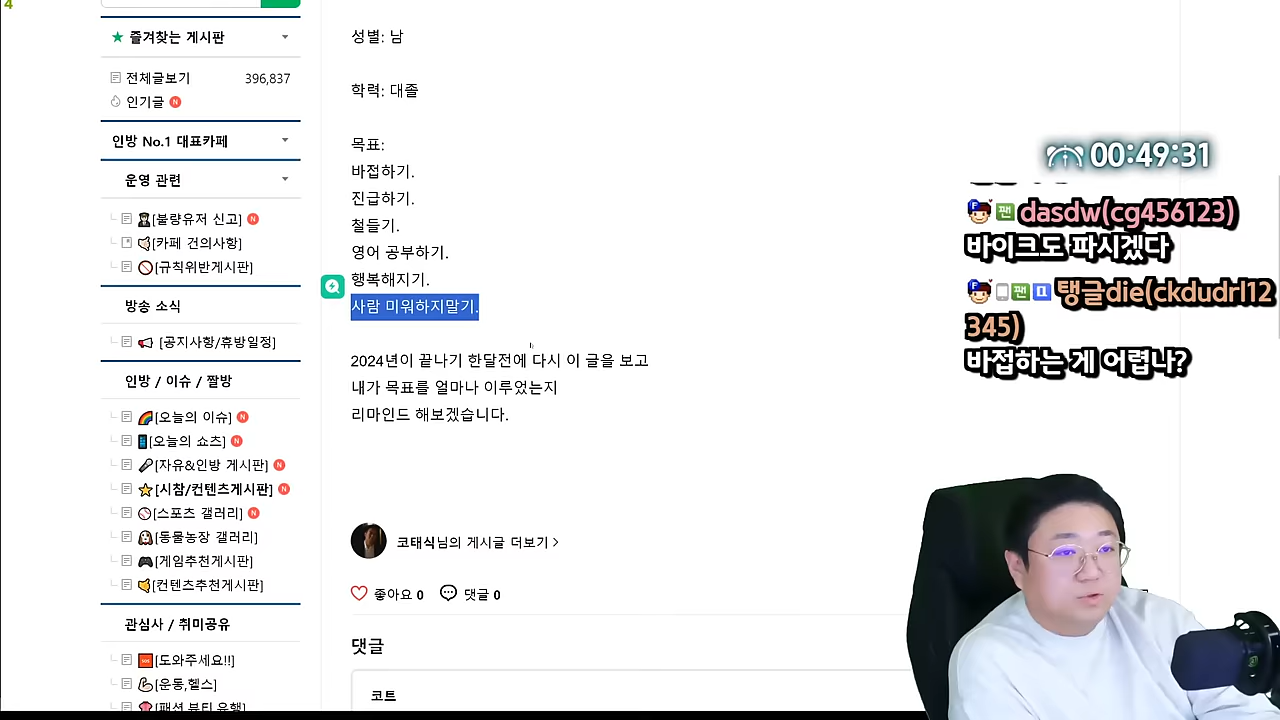 4
★ 즐겨찾는 게시판
전체글보기 396,837
인기글 N
인방 No.1 대표카페
운영 관련
[불량유저 신고] N
[카페 건의사항]
[규칙위반게시판]
방송 소식
[공지사항/휴방일정]
인방 / 이슈 / 짤방
[오늘의 이슈] N
[오늘의 쇼츠] N
[자유&인방 게시판] N
[시참/컨텐츠게시판] N
[스포츠 갤러리] N
[동물농장 갤러리]
[게임추천게시판]
[컨텐츠추천게시판]
관심사 / 취미공유
[도와주세요!!]
[운동,헬스]
[패션,뷰티,유행]
성별: 남
학력: 대졸
목표:
바접하기.
진급하기.
철들기.
영어 공부하기.
행복해지기.
사람 미워하지말기.
2024년이 끝나기 한달전에 다시 이 글을 보고
내가 목표를 얼마나 이루었는지
리마인드 해보겠습니다.
코태식님의 게시글 더보기 >
좋아요 0 댓글 0
댓글
코트
00:49:31
F 팬 dasdw(cg456123)
바이크도 파시겠다
F 팬 1 탱글die(ckdudrl12
345)
바접하는 게 어렵나?